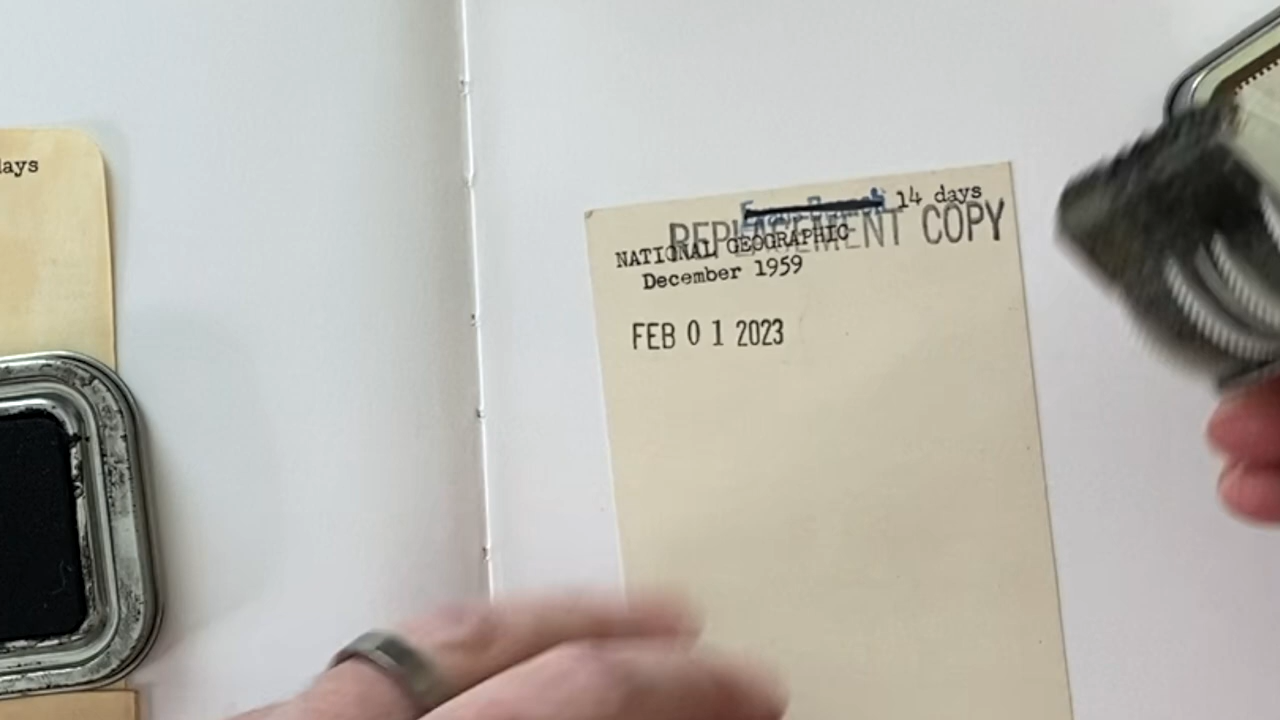 days
14 days
REPLACEMENT COPY
NATIONAL GEOGRAPHIC
December 1959
FEB 0 1 2023